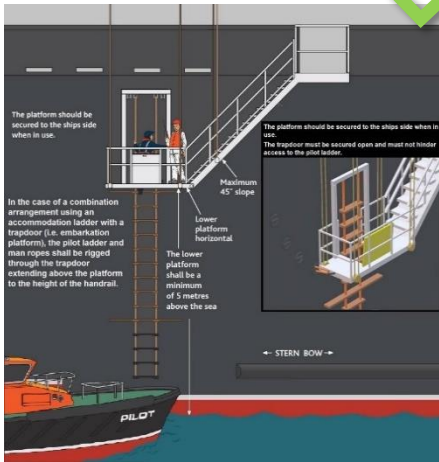 The platform should be
secured to the ships side
when in use.
The platform should be secured to the ships side when in
use.
The trapdoor must be secured open and must not hinder
access to the pilot ladder.
Maximum
45° slope
In the case of a combination
arrangement using an
accommodation ladder with a
trapdoor (i.e. embarkation
platform), the pilot ladder and
man ropes shall be rigged
through the trapdoor
extending above the platform
to the height of the handrail.
Lower
platform
horizontal
The lower
platform
shall be a
minimum
of 5 metres
above the sea
← STERN BOW →
PILOT